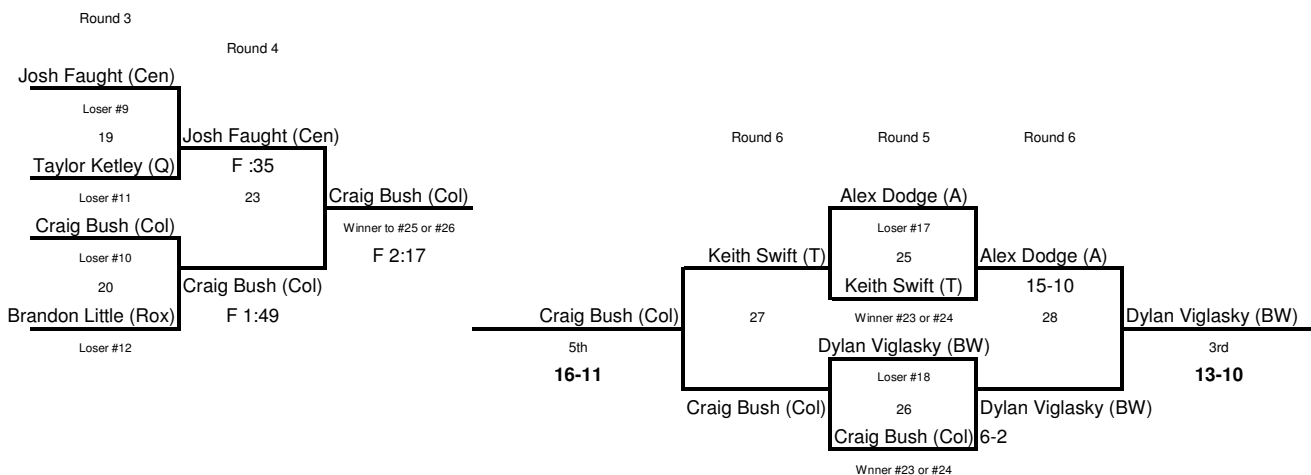 Round 3
Round 4
Josh Faught (Cen)
Loser #9
19
Josh Faught (Cen)
Taylor Ketley (Q)
F :35
Loser #11
23
Craig Bush (Col)
Craig Bush (Col)
Winner to #25 or #26
Loser #10
F 2:17
20
Craig Bush (Col)
Brandon Little (Rox)
F 1:49
Loser #12
Round 6
Round 5
Round 6
Alex Dodge (A)
Loser #17
Keith Swift (T)
25
Alex Dodge (A)
Keith Swift (T)
15-10
Craig Bush (Col)
27
Winner #23 or #24
28
Dylan Viglasky (BW)
5th
Dylan Viglasky (BW)
3rd
16-11
Loser #18
13-10
Craig Bush (Col)
26
Dylan Viglasky (BW)
Craig Bush (Col)
6-2
Wnner #23 or #24